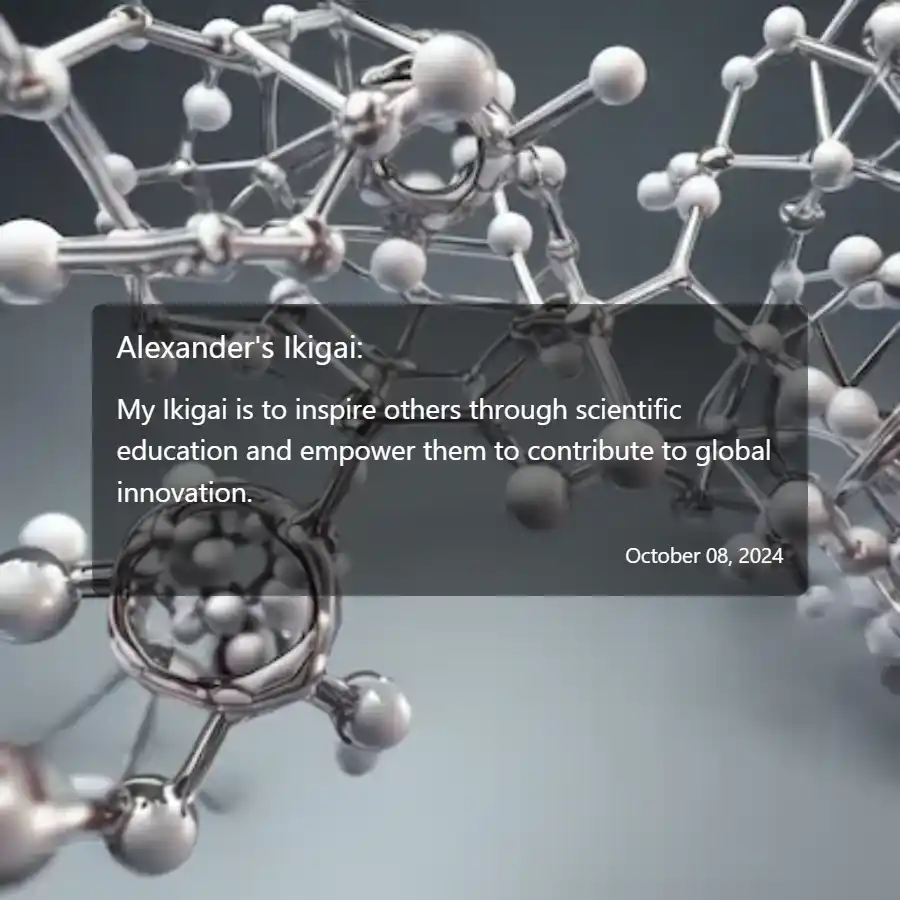 Alexander's Ikigai:
My Ikigai is to inspire others through scientific
education and empower them to contribute to global
innovation.
October 08, 2024